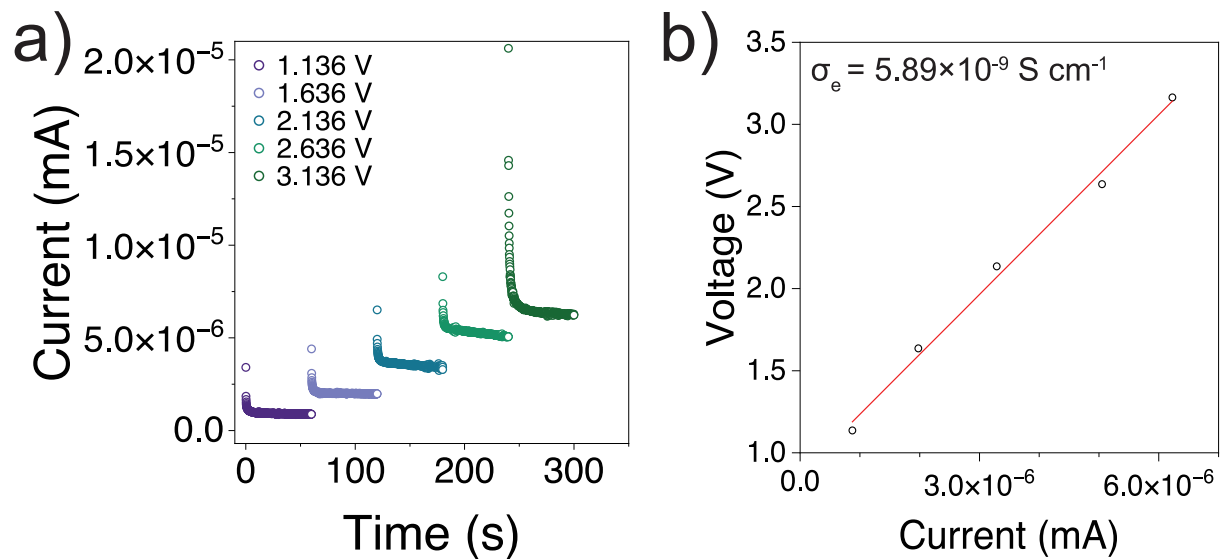 a)
Current (mA)
2.0×10⁻⁵
1.5×10⁻⁵
1.0×10⁻⁵
5.0×10⁻⁶
0.0
1.136 V
1.636 V
2.136 V
2.636 V
3.136 V
0 100 200 300
Time (s)
b)
Voltage (V)
3.5
3.0
2.5
2.0
1.5
1.0
σₑ = 5.89×10⁻⁹ S cm⁻¹
0.0 3.0×10⁻⁶ 6.0×10⁻⁶
Current (mA)